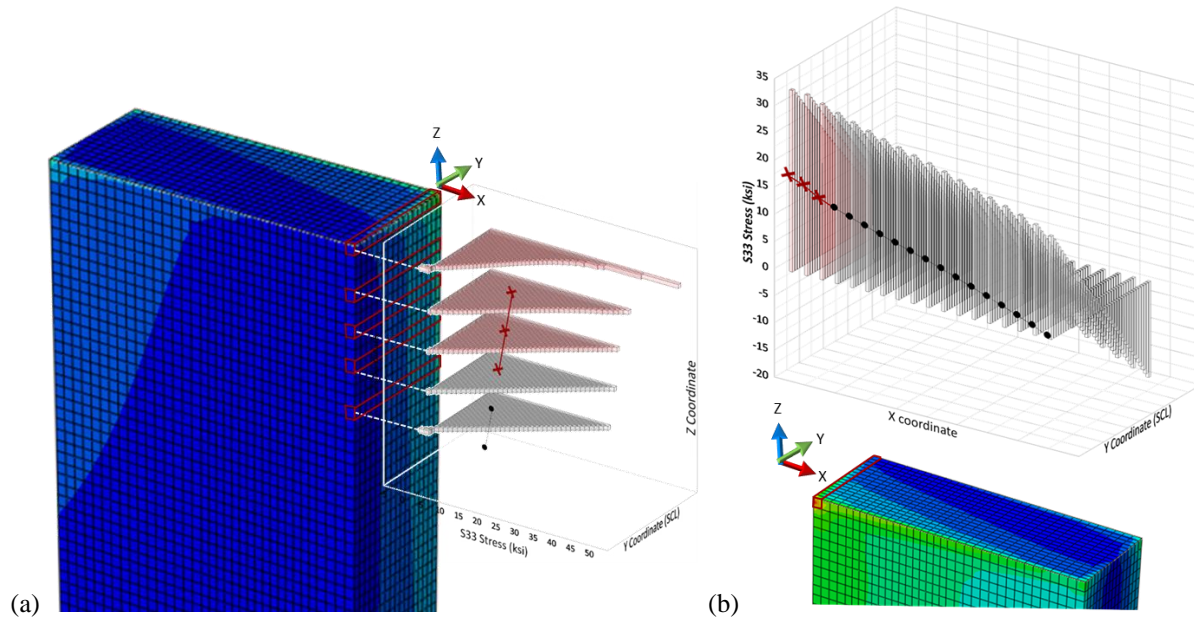 Z
Y
X
Z Coordinate
10 15 20 25 30 35 40 45 50
S33 Stress (ksi)
Y Coordinate (SCL)
(a)
35
30
25
20
15
10
5
0
-5
-10
-15
-20
S33 Stress (ksi)
X coordinate
Y Coordinate (SCL)
Z
Y
X
(b)